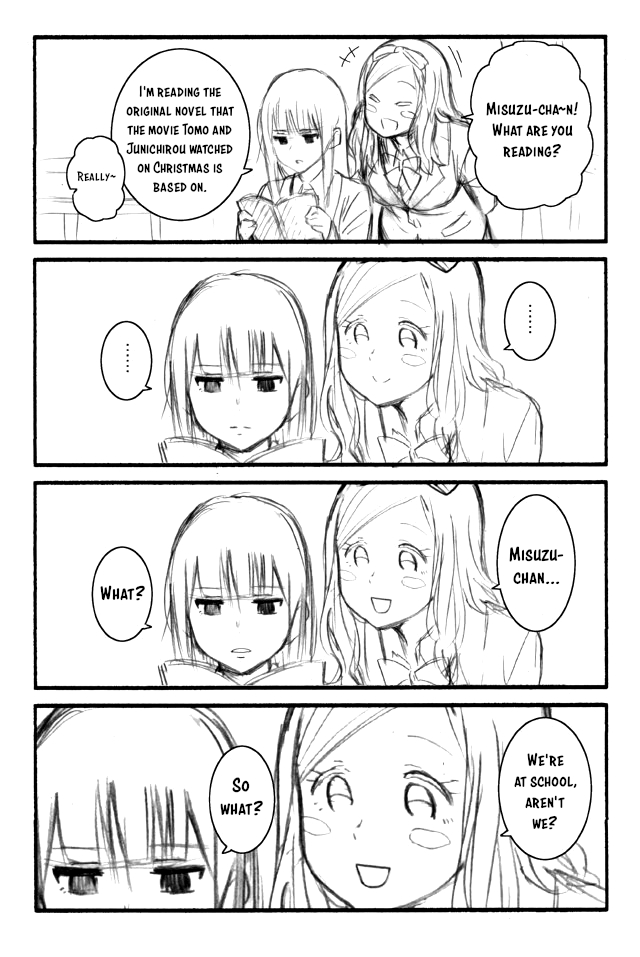 MISUZU-CHA~N!
WHAT ARE YOU
READING?
I'M READING THE
ORIGINAL NOVEL THAT
THE MOVIE TOMO AND
JUNICHIROU WATCHED
ON CHRISTMAS IS
BASED ON.
REALLY~
......
......
MISUZU-
CHAN...
WHAT?
WE'RE
AT SCHOOL,
AREN'T
WE?
SO
WHAT?